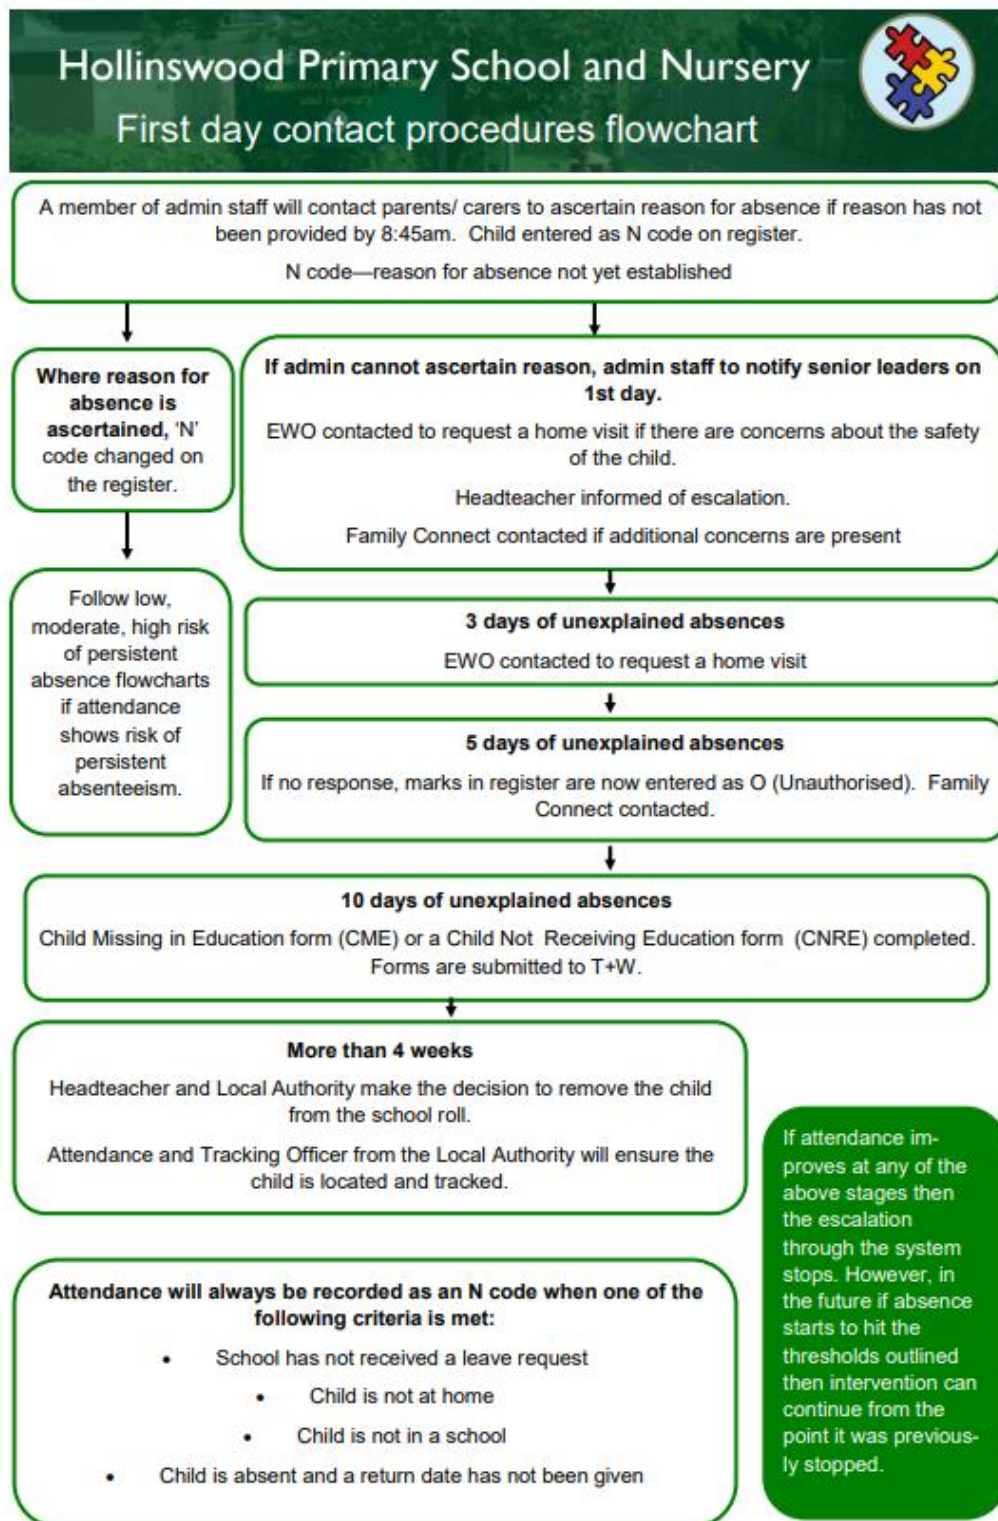 Hollinswood Primary School and Nursery
First day contact procedures flowchart
A member of admin staff will contact parents/ carers to ascertain reason for absence if reason has not
been provided by 8:45am.  Child entered as N code on register.
N code—reason for absence not yet established
Where reason for
absence is
ascertained, ‘N’
code changed on
the register.
If admin cannot ascertain reason, admin staff to notify senior leaders on
1st day.
EWO contacted to request a home visit if there are concerns about the safety
of the child.
Headteacher informed of escalation.
Family Connect contacted if additional concerns are present
Follow low,
moderate, high risk
of persistent
absence flowcharts
if attendance
shows risk of
persistent
absenteeism.
3 days of unexplained absences
EWO contacted to request a home visit
5 days of unexplained absences
If no response, marks in register are now entered as O (Unauthorised).  Family
Connect contacted.
10 days of unexplained absences
Child Missing in Education form (CME) or a Child Not  Receiving Education form  (CNRE) completed.
Forms are submitted to T+W.
More than 4 weeks
Headteacher and Local Authority make the decision to remove the child
from the school roll.
Attendance and Tracking Officer from the Local Authority will ensure the
child is located and tracked.
If attendance im-
proves at any of the
above stages then
the escalation
through the system
stops. However, in
the future if absence
starts to hit the
thresholds outlined
then intervention can
continue from the
point it was previous-
ly stopped.
Attendance will always be recorded as an N code when one of the
following criteria is met:
• School has not received a leave request
• Child is not at home
• Child is not in a school
• Child is absent and a return date has not been given